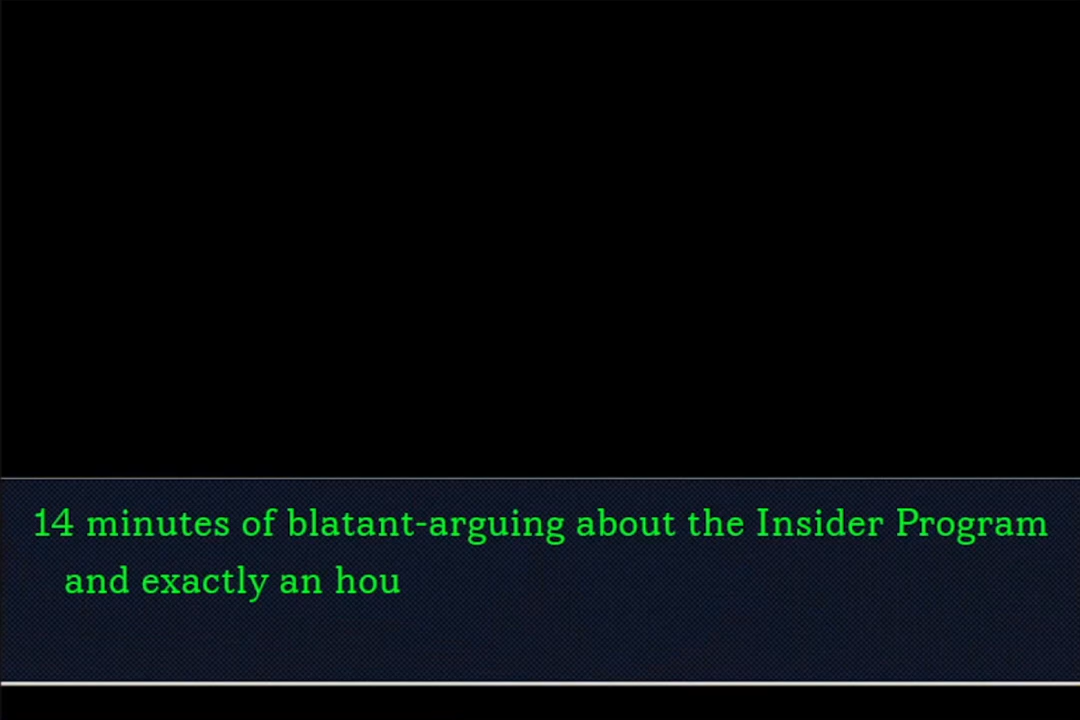 14 minutes of blatant-arguing about the Insider Program
and exactly an hou